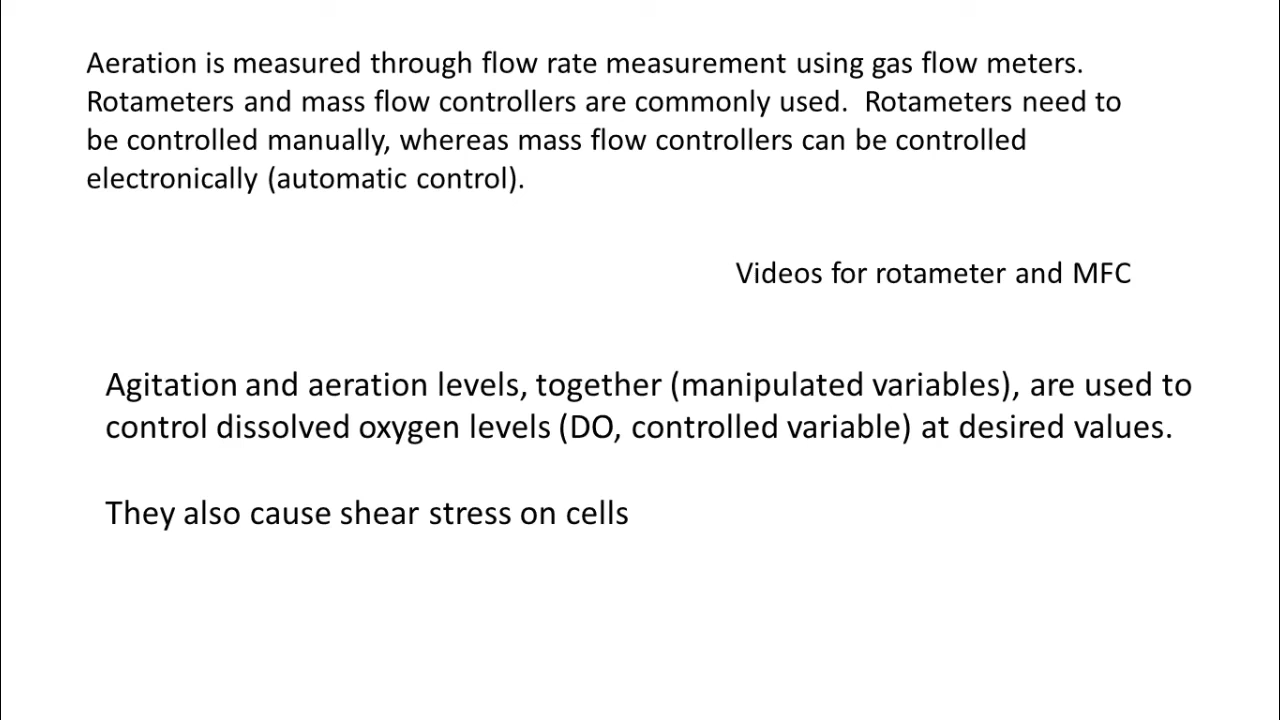 Aeration is measured through flow rate measurement using gas flow meters.
Rotameters and mass flow controllers are commonly used.  Rotameters need to
be controlled manually, whereas mass flow controllers can be controlled
electronically (automatic control).
Videos for rotameter and MFC
Agitation and aeration levels, together (manipulated variables), are used to
control dissolved oxygen levels (DO, controlled variable) at desired values.
They also cause shear stress on cells